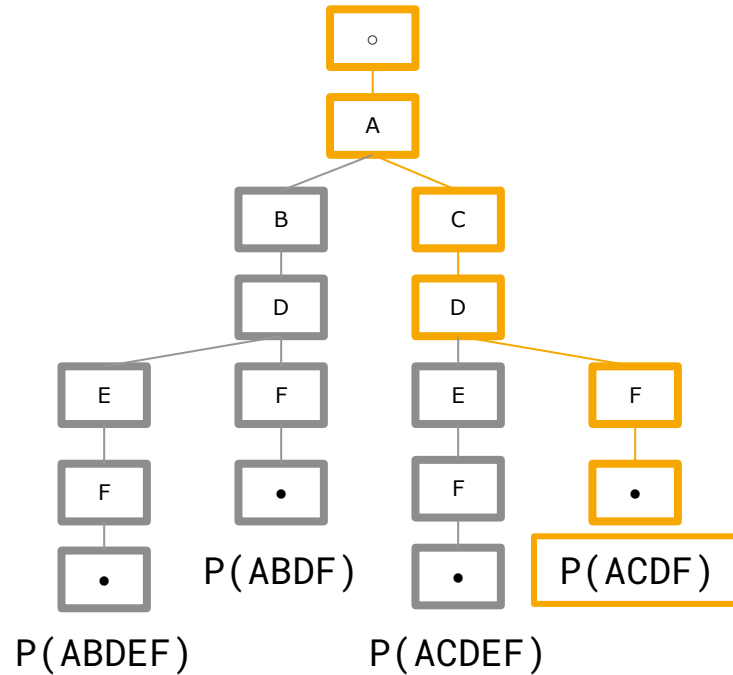 ○
A
B C
D D
E F E F
F • F •
• P(ABDF) • P(ACDF)
P(ABDEF) P(ACDEF)